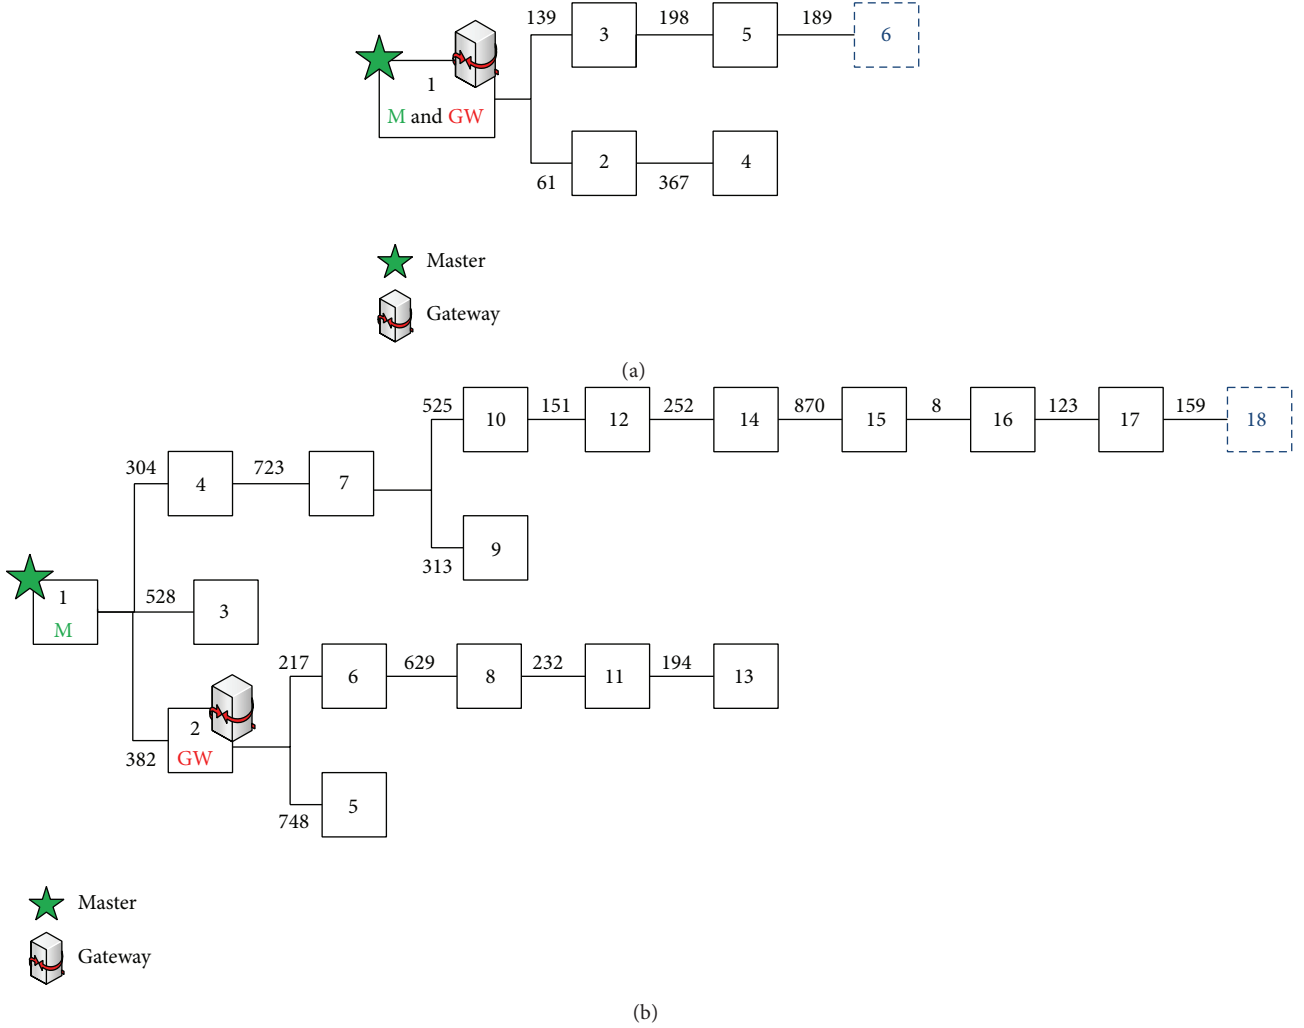 139 3 198 5 189 6
1
M and GW
61 2 367 4
Master
Gateway
(a)
525 10 151 12 252 14 870 15 8 16 123 17 159 18
304 4 723 7
313 9
1 528 3
M
217 6 629 8 232 11 194 13
2
382 GW
748 5
Master
Gateway
(b)